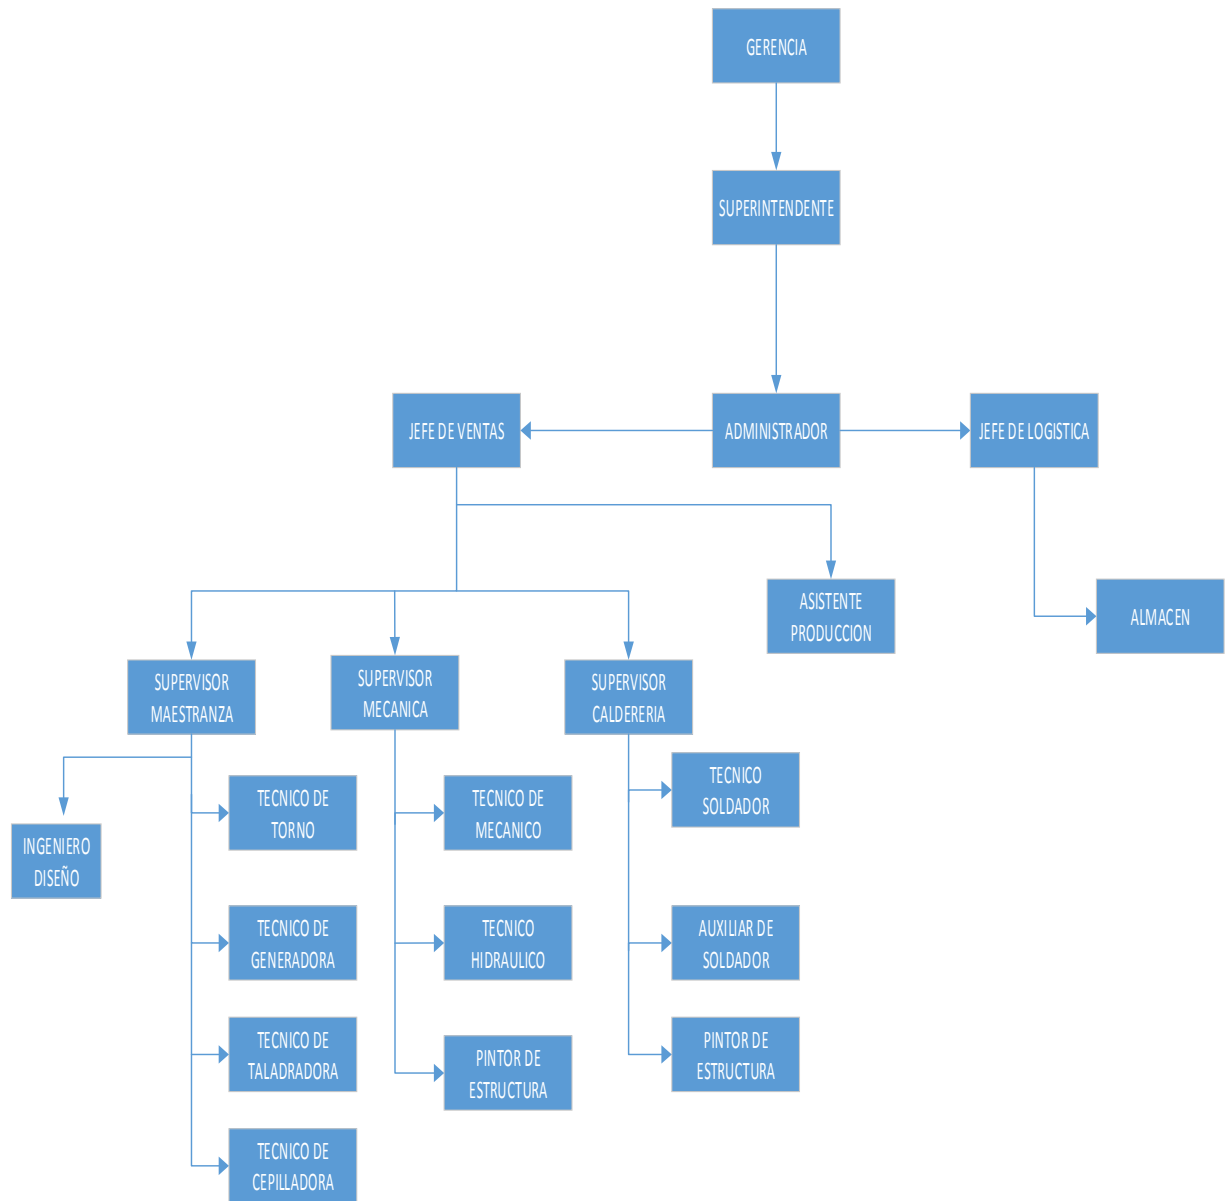 GERENCIA
SUPERINTENDENTE
JEFE DE VENTAS
ADMINISTRADOR
JEFE DE LOGISTICA
ASISTENTE
PRODUCCION
ALMACEN
SUPERVISOR
MAESTRANZA
SUPERVISOR
MECANICA
SUPERVISOR
CALDERERIA
INGENIERO
DISEÑO
TECNICO DE
TORNO
TECNICO DE
MECANICO
TECNICO
SOLDADOR
TECNICO DE
GENERADORA
TECNICO
HIDRAULICO
AUXILIAR DE
SOLDADOR
TECNICO DE
TALADRADORA
PINTOR DE
ESTRUCTURA
PINTOR DE
ESTRUCTURA
TECNICO DE
CEPILLADORA